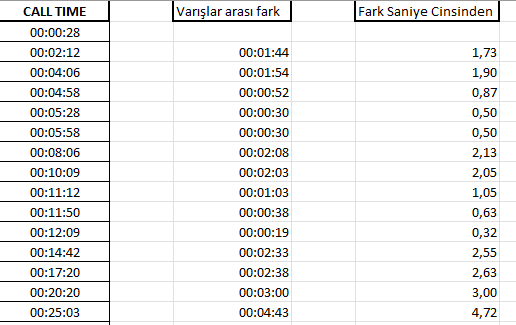 CALL TIME Varışlar arası fark Fark Saniye Cinsinden
00:00:28
00:02:12 00:01:44 1,73
00:04:06 00:01:54 1,90
00:04:58 00:00:52 0,87
00:05:28 00:00:30 0,50
00:05:58 00:00:30 0,50
00:08:06 00:02:08 2,13
00:10:09 00:02:03 2,05
00:11:12 00:01:03 1,05
00:11:50 00:00:38 0,63
00:12:09 00:00:19 0,32
00:14:42 00:02:33 2,55
00:17:20 00:02:38 2,63
00:20:20 00:03:00 3,00
00:25:03 00:04:43 4,72